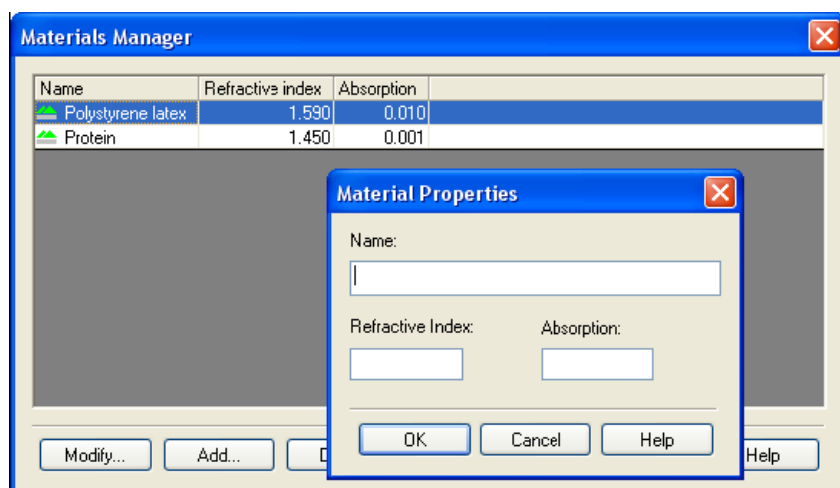 Materials Manager
Name Refractive index Absorption
Polystyrene latex 1.590 0.010
Protein 1.450 0.001
Material Properties
Name:
Refractive Index: Absorption:
OK Cancel Help
Modify... Add... Help